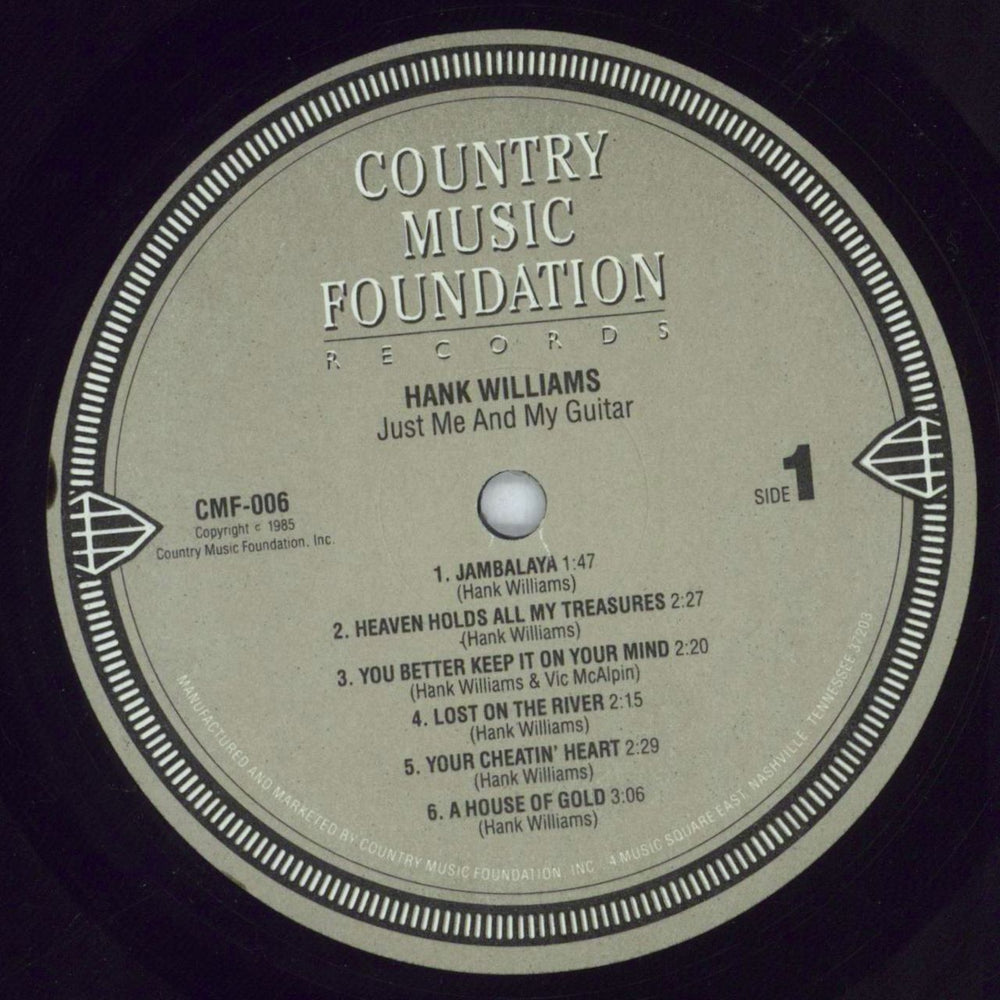 COUNTRY
MUSIC
FOUNDATION
RECORDS
HANK WILLIAMS
Just Me And My Guitar
CMF-006
Copyright c 1985
Country Music Foundation, Inc.
SIDE 1
1. JAMBALAYA 1:47
(Hank Williams)
2. HEAVEN HOLDS ALL MY TREASURES 2:27
(Hank Williams)
3. YOU BETTER KEEP IT ON YOUR MIND 2:20
(Hank Williams & Vic McAlpin)
4. LOST ON THE RIVER 2:15
(Hank Williams)
5. YOUR CHEATIN' HEART 2:29
(Hank Williams)
6. A HOUSE OF GOLD 3:06
(Hank Williams)
MANUFACTURED AND MARKETED BY COUNTRY MUSIC FOUNDATION, INC. 4 MUSIC SQUARE EAST, NASHVILLE, TENNESSEE 37203